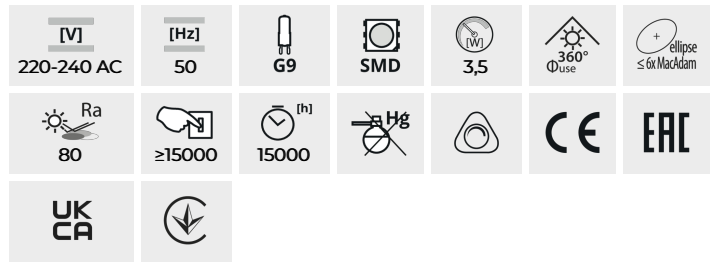 [V]
220-240 AC
[Hz]
50
G9
SMD
[W]
3,5
360°
Φuse
ellipse
≤ 6x MacAdam
Ra
80
≥15000
[h]
15000
Hg
CE
EAC
UK
CA